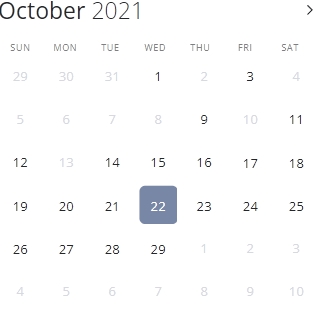 October 2021
SUN MON TUE WED THU FRI SAT
29 30 31 1 2 3 4
5 6 7 8 9 10 11
12 13 14 15 16 17 18
19 20 21 22 23 24 25
26 27 28 29 1 2 3
4 5 6 7 8 9 10